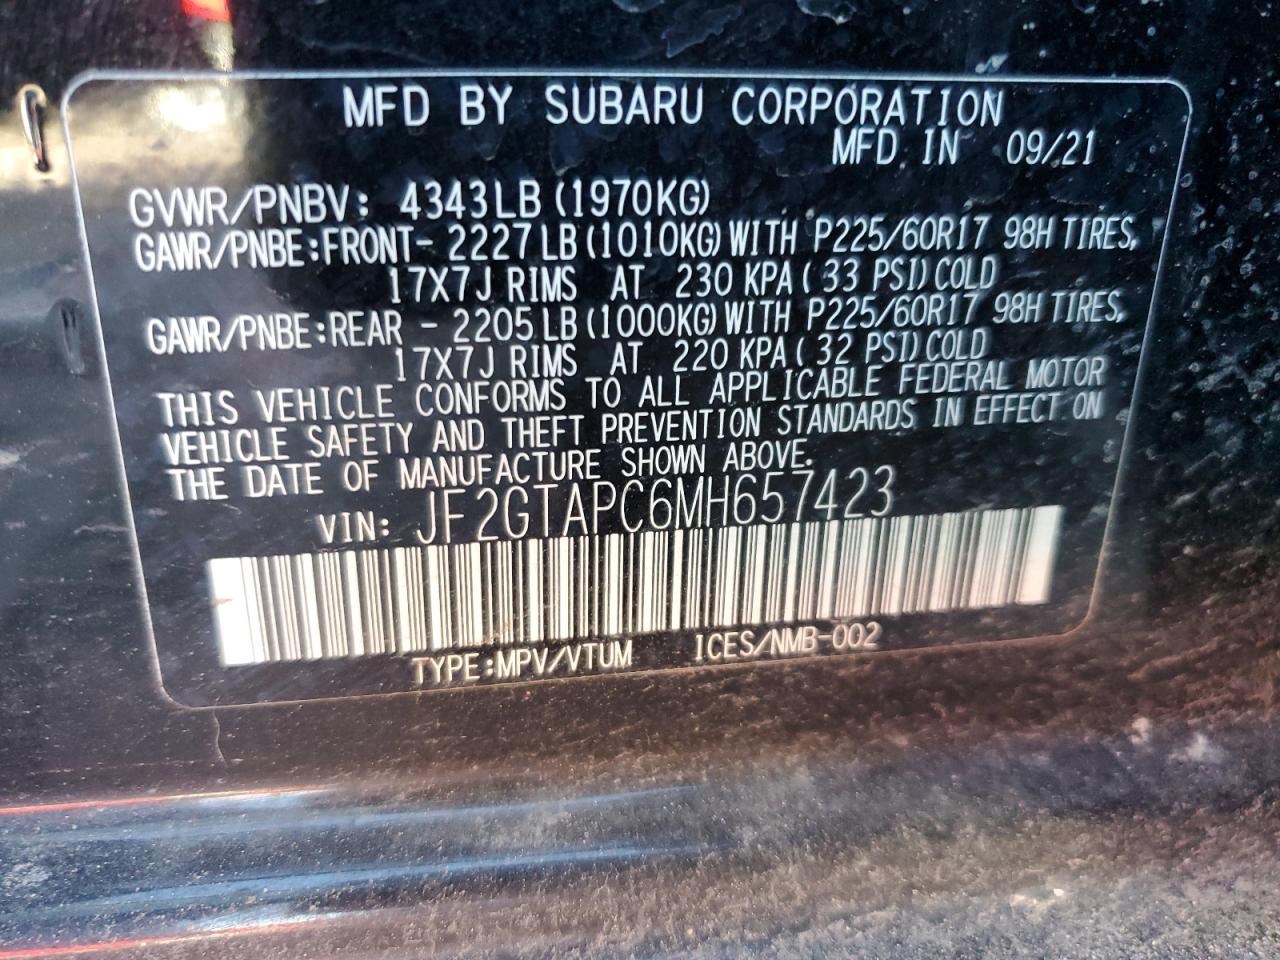 MFD BY SUBARU CORPORATION
MFD IN 09/21
GVWR/PNBV: 4343LB (1970KG)
GAWR/PNBE:FRONT- 2227 LB (1010KG) WITH P225/60R17 98H TIRES,
17X7J RIMS AT 230 KPA ( 33 PSI) COLD
GAWR/PNBE:REAR - 2205 LB (1000KG) WITH P225/60R17 98H TIRES,
17X7J RIMS AT 220 KPA ( 32 PSI) COLD
THIS VEHICLE CONFORMS TO ALL APPLICABLE FEDERAL MOTOR
VEHICLE SAFETY AND THEFT PREVENTION STANDARDS IN EFFECT ON
THE DATE OF MANUFACTURE SHOWN ABOVE.
VIN: JF2GTAPC6MH657423
TYPE:MPV/VTUM ICES/NMB-002